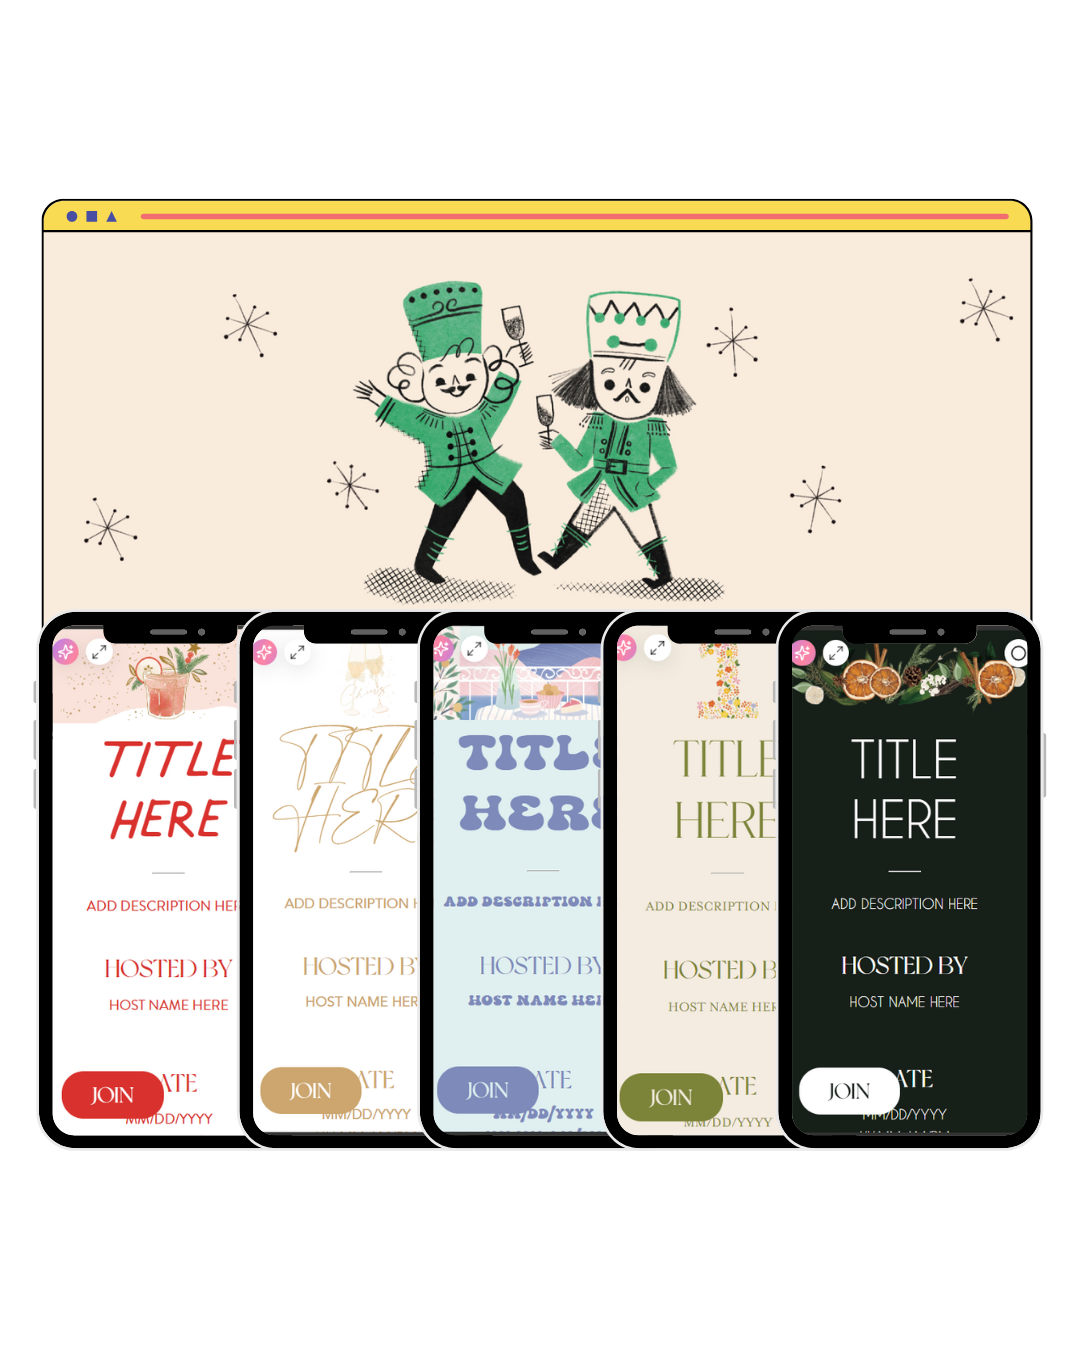 Cheers
TITLE
HERE
ADD DESCRIPTION HER
HOSTED BY
HOST NAME HERE
JOIN
ATE
MM/DD/YYYY
TITL
HER
ADD DESCRIPTION H
HOSTED BY
HOST NAME HER
JOIN
ATE
MM/DD/YYYY
TITLE
HERE
ADD DESCRIPTION
HOSTED BY
HOST NAME HER
JOIN
ATE
MM/DD/YYYY
1
TITLE
HERE
ADD DESCRIPTION
HOSTED B
HOST NAME HER
JOIN
ATE
MM/DD/YYYY
TITLE
HERE
ADD DESCRIPTION HERE
HOSTED BY
HOST NAME HERE
JOIN
ATE
MM/DD/YYYY